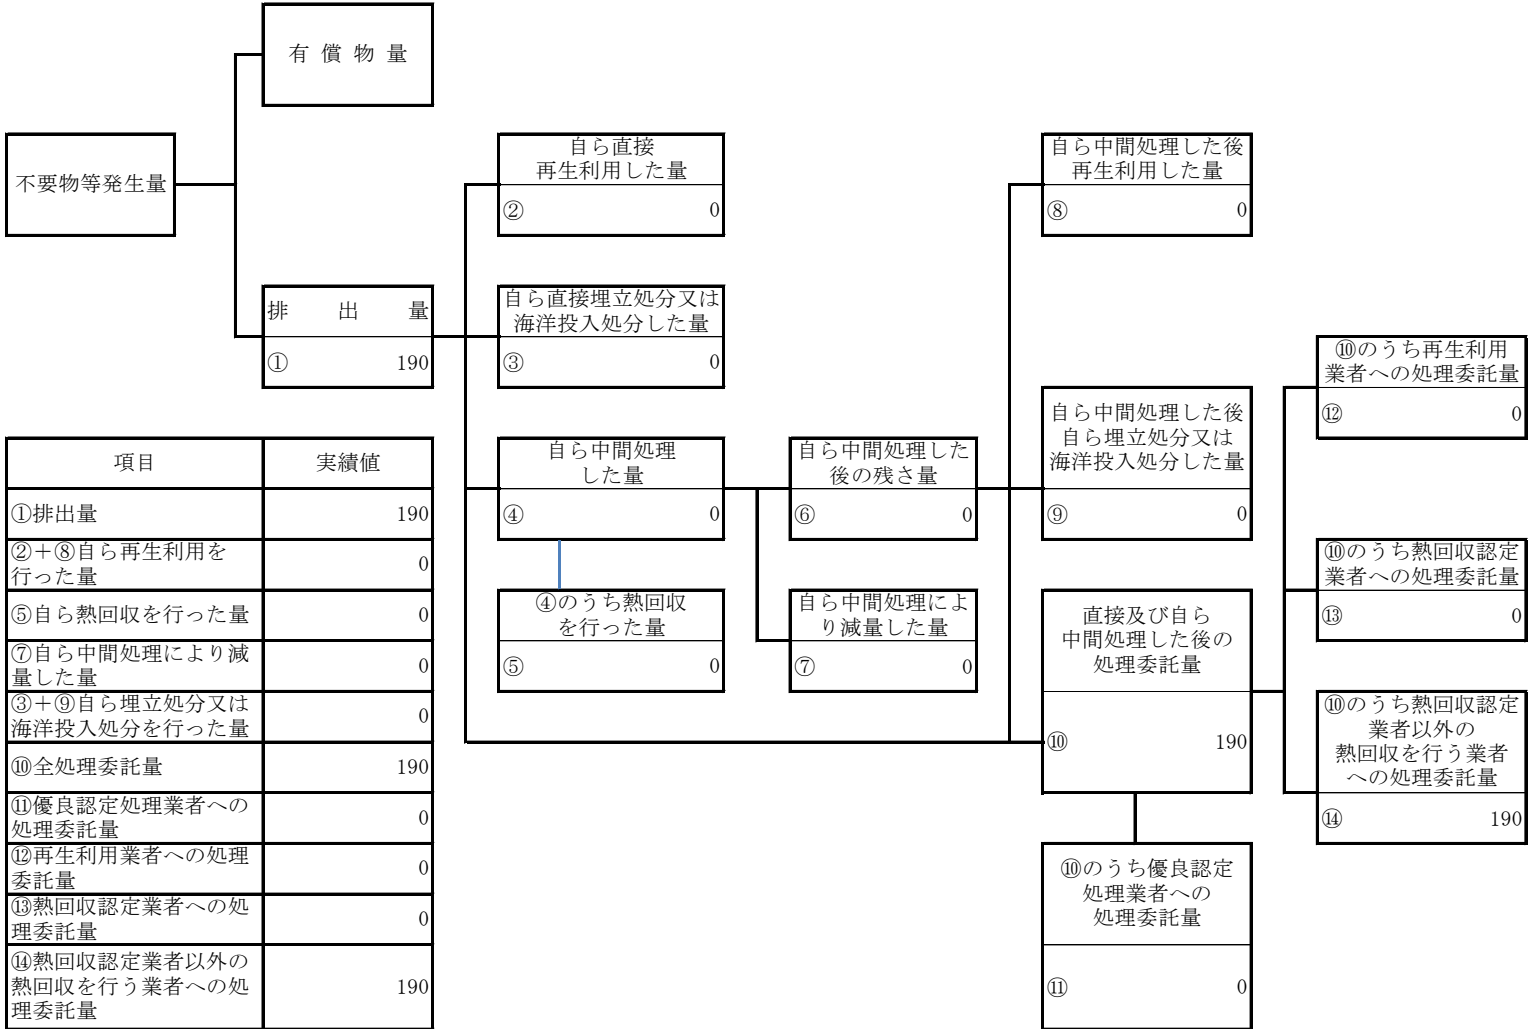 有償物量
不要物等発生量
排出量
① 190
自ら直接
再生利用した量
② 0
自ら直接埋立処分又は
海洋投入処分した量
③ 0
自ら中間処理
した量
④ 0
④のうち熱回収
を行った量
⑤ 0
自ら中間処理した
後の残さ量
⑥ 0
自ら中間処理によ
り減量した量
⑦ 0
自ら中間処理した後
再生利用した量
⑧ 0
自ら中間処理した後
自ら埋立処分又は
海洋投入処分した量
⑨ 0
直接及び自ら
中間処理した後の
処理委託量
⑩ 190
⑩のうち優良認定
処理業者への
処理委託量
⑪ 0
⑩のうち再生利用
業者への処理委託量
⑫ 0
⑩のうち熱回収認定
業者への処理委託量
⑬ 0
⑩のうち熱回収認定
業者以外の
熱回収を行う業者
への処理委託量
⑭ 190
項目 実績値
①排出量 190
②+⑧自ら再生利用を
行った量 0
⑤自ら熱回収を行った量 0
⑦自ら中間処理により減
量した量 0
③+⑨自ら埋立処分又は
海洋投入処分を行った量 0
⑩全処理委託量 190
⑪優良認定処理業者への
処理委託量 0
⑫再生利用業者への処理
委託量 0
⑬熱回収認定業者への処
理委託量 0
⑭熱回収認定業者以外の
熱回収を行う業者への処 190
理委託量